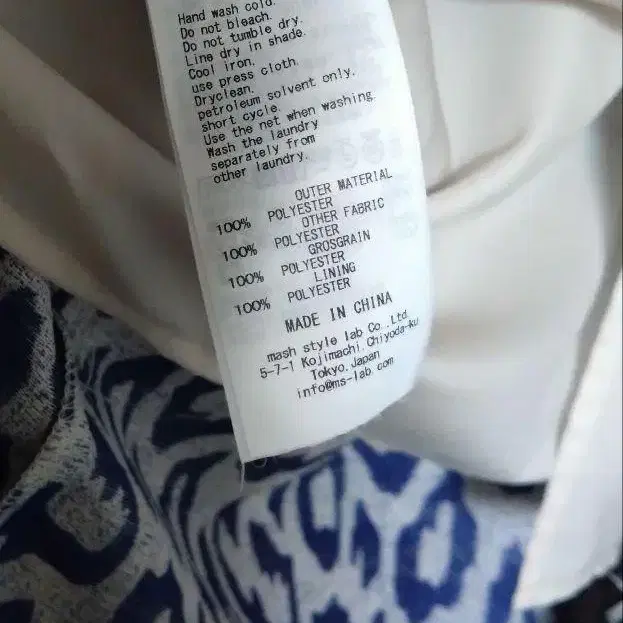 Hand wash cold.
Do not bleach.
Do not tumble dry.
Line dry in shade.
Cool iron.
use press cloth.
Dryclean.
petroleum solvent only.
short cycle.
Use the net when washing.
Wash the laundry
separately from
other laundry.
OUTER MATERIAL
100% POLYESTER
OTHER FABRIC
100% POLYESTER
GROSGRAIN
100% POLYESTER
LINING
100% POLYESTER
MADE IN CHINA
mash style lab Co.,Ltd.
5-7-1 Kojimachi,Chiyoda-ku
Tokyo,Japan
info@ms-lab.com